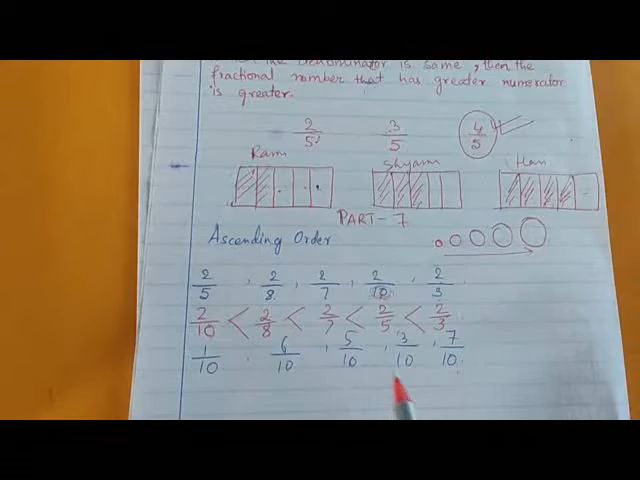 the denominator is same, then the
fractional number that has greater numerator
is greater.
2/5 3/5 4/5
Ram Shyam Hari
PART-7
Ascending Order
2/5, 2/8, 2/7, 2/10, 2/3
2/10 < 2/8 < 2/7 < 2/5 < 2/3
1/10, 6/10, 5/10, 3/10, 7/10